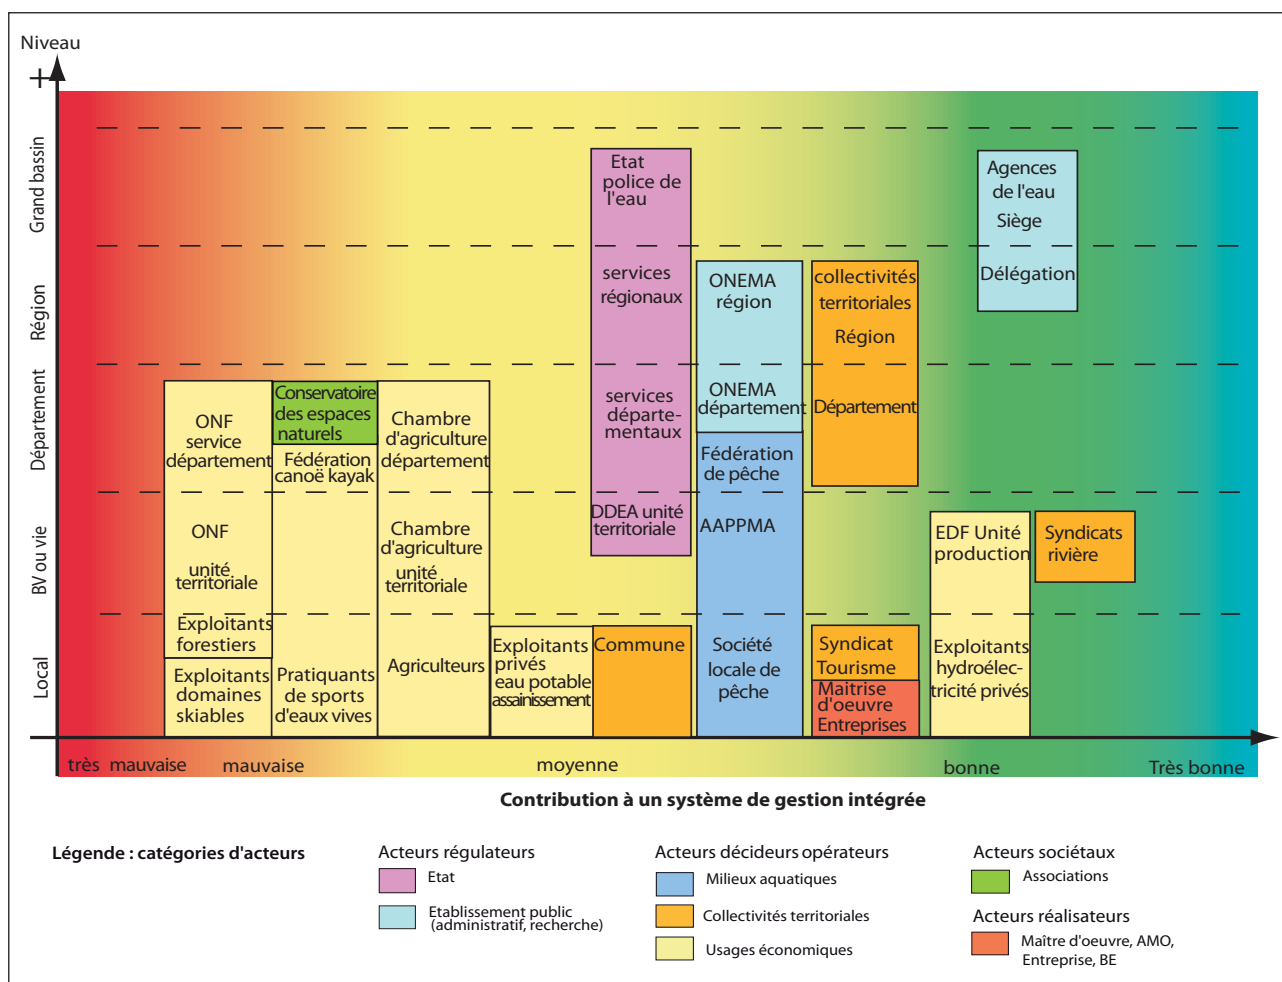 Niveau
+
Grand bassin
Région
Département
BV ou vie
Local
Etat
police de
l'eau
services
régionaux
services
départe-
mentaux
DDEA unité
territoriale
Agences
de l'eau
Siège
Délégation
ONEMA
région
ONEMA
département
Fédération
de pêche
AAPPMA
Société
locale de
pêche
collectivités
territoriales
Région
Département
ONF
service
département
ONF
unité
territoriale
Exploitants
forestiers
Exploitants
domaines
skiables
Conservatoire
des espaces
naturels
Fédération
canoë kayak
Pratiquants
de sports
d'eaux vives
Chambre
d'agriculture
département
Chambre
d'agriculture
unité
territoriale
Agriculteurs
Exploitants
privés
eau potable
assainissement
Commune
Syndicat
Tourisme
Maitrise
d'oeuvre
Entreprises
EDF Unité
production
Exploitants
hydroélec-
tricité privés
Syndicats
rivière
très mauvaise
mauvaise
moyenne
bonne
Très bonne
Contribution à un système de gestion intégrée
Légende : catégories d'acteurs
Acteurs régulateurs
Etat
Etablissement public
(administratif, recherche)
Acteurs décideurs opérateurs
Milieux aquatiques
Collectivités territoriales
Usages économiques
Acteurs sociétaux
Associations
Acteurs réalisateurs
Maître d'oeuvre, AMO,
Entreprise, BE